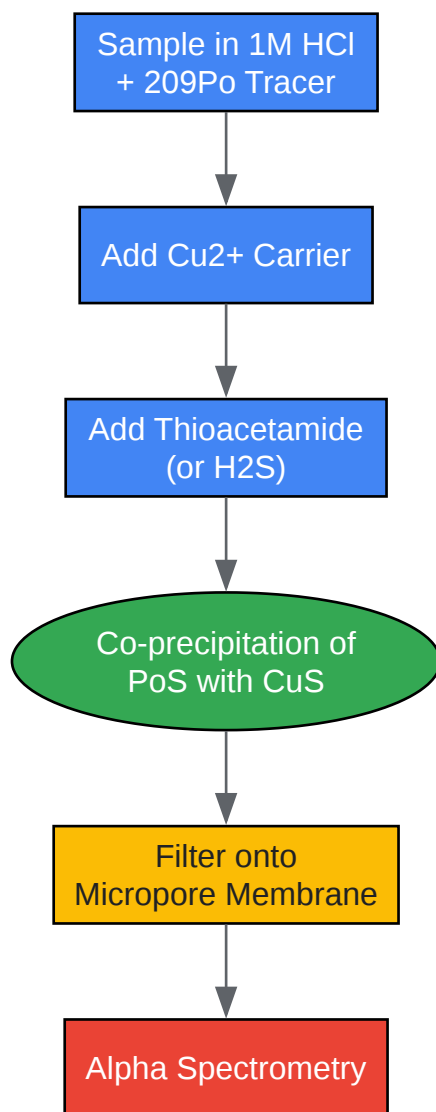 Sample in 1M HCl
+ 209Po Tracer
Add Cu2+ Carrier
Add Thioacetamide
(or H2S)
Co-precipitation of
PoS with CuS
Filter onto
Micropore Membrane
Alpha Spectrometry